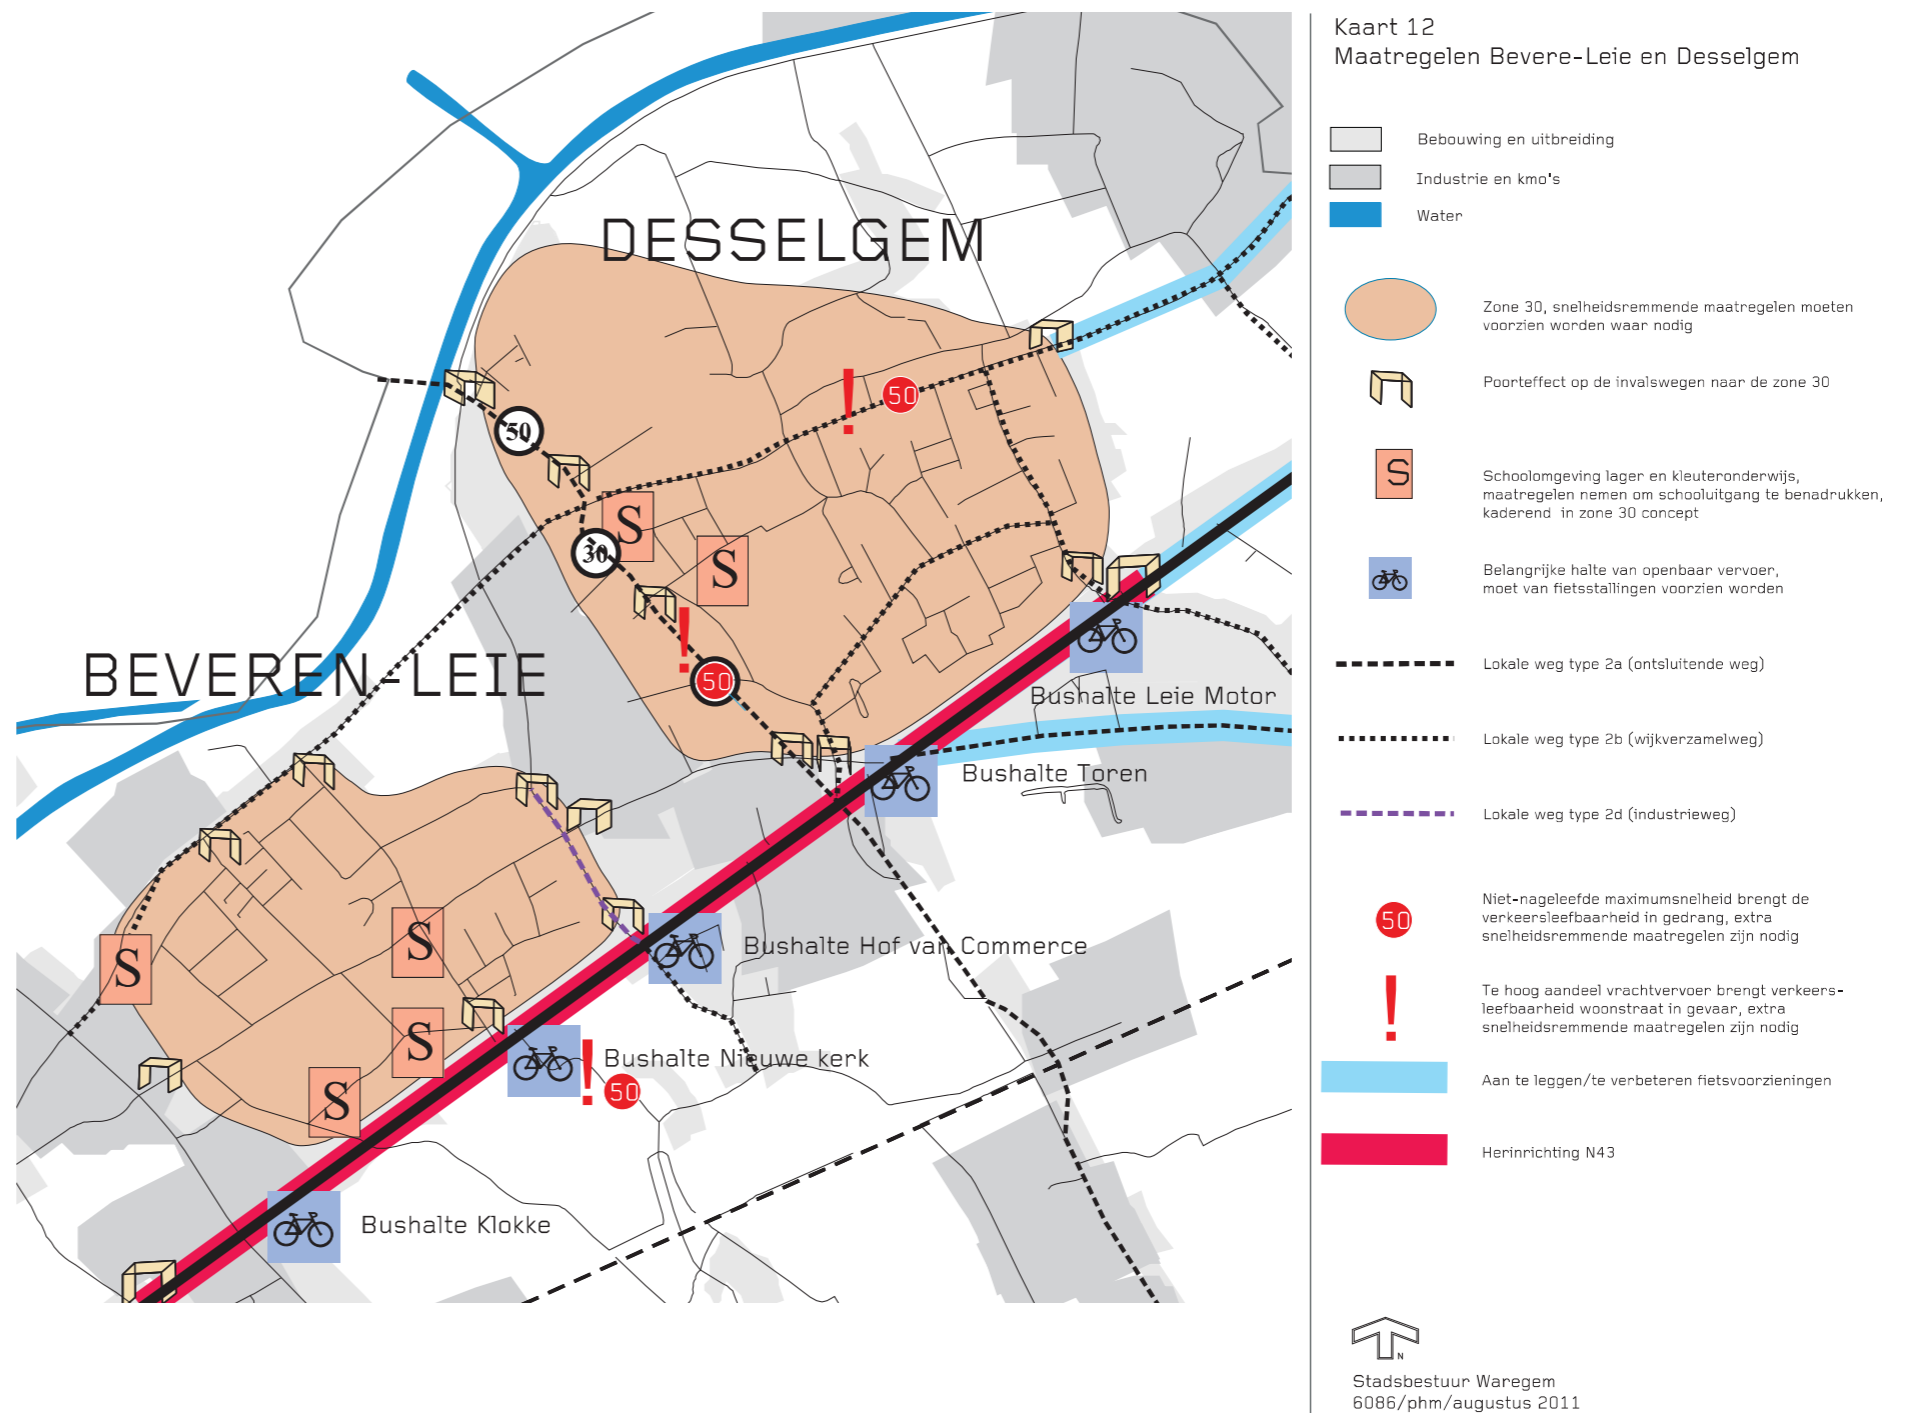 Kaart 12
Maatregelen Bevere-Leie en Desselgem
Bebouwing en uitbreiding
Industrie en kmo's
Water
Zone 30, snelheidsremmende maatregelen moeten
voorzien worden waar nodig
Poorteffect op de invalswegen naar de zone 30
S
Schoolomgeving lager en kleuteronderwijs,
maatregelen nemen om schooluitgang te benadrukken,
kaderend in zone 30 concept
Belangrijke halte van openbaar vervoer,
moet van fietsstallingen voorzien worden
Lokale weg type 2a (ontsluitende weg)
Lokale weg type 2b (wijkverzamelweg)
Lokale weg type 2d (industrieweg)
50
Niet-nageleefde maximumsnelheid brengt de
verkeersleefbaarheid in gedrang, extra
snelheidsremmende maatregelen zijn nodig
!
Te hoog aandeel vrachtvervoer brengt verkeers-
leefbaarheid woonstraat in gevaar, extra
snelheidsremmende maatregelen zijn nodig
Aan te leggen/te verbeteren fietsvoorzieningen
Herinrichting N43
N
Stadsbestuur Waregem
6086/phm/augustus 2011
DESSELGEM
! 50
50
S
30
S
!
50
BEVEREN-LEIE
Bushalte Leie Motor
Bushalte Toren
S
S
Bushalte Hof van Commerce
S
! Bushalte Nieuwe kerk
50
S
Bushalte Klokke